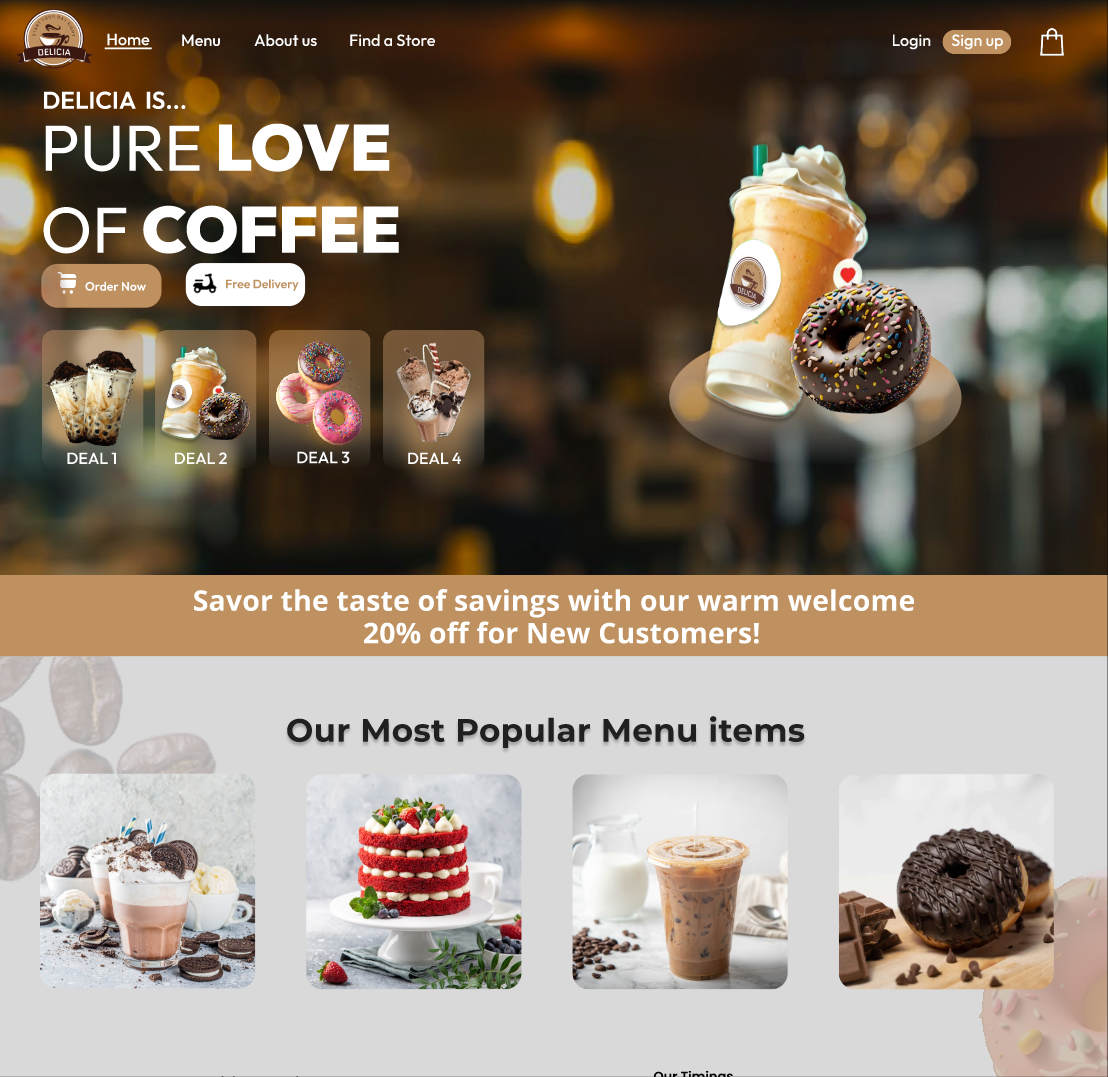 DELICIA
Home
Menu
About us
Find a Store
Login
Sign up
DELICIA IS...
PURE LOVE
OF COFFEE
Order Now
Free Delivery
DELICIA
DEAL 1
DEAL 2
DEAL 3
DEAL 4
Savor the taste of savings with our warm welcome
20% off for New Customers!
Our Most Popular Menu items
Our Timings